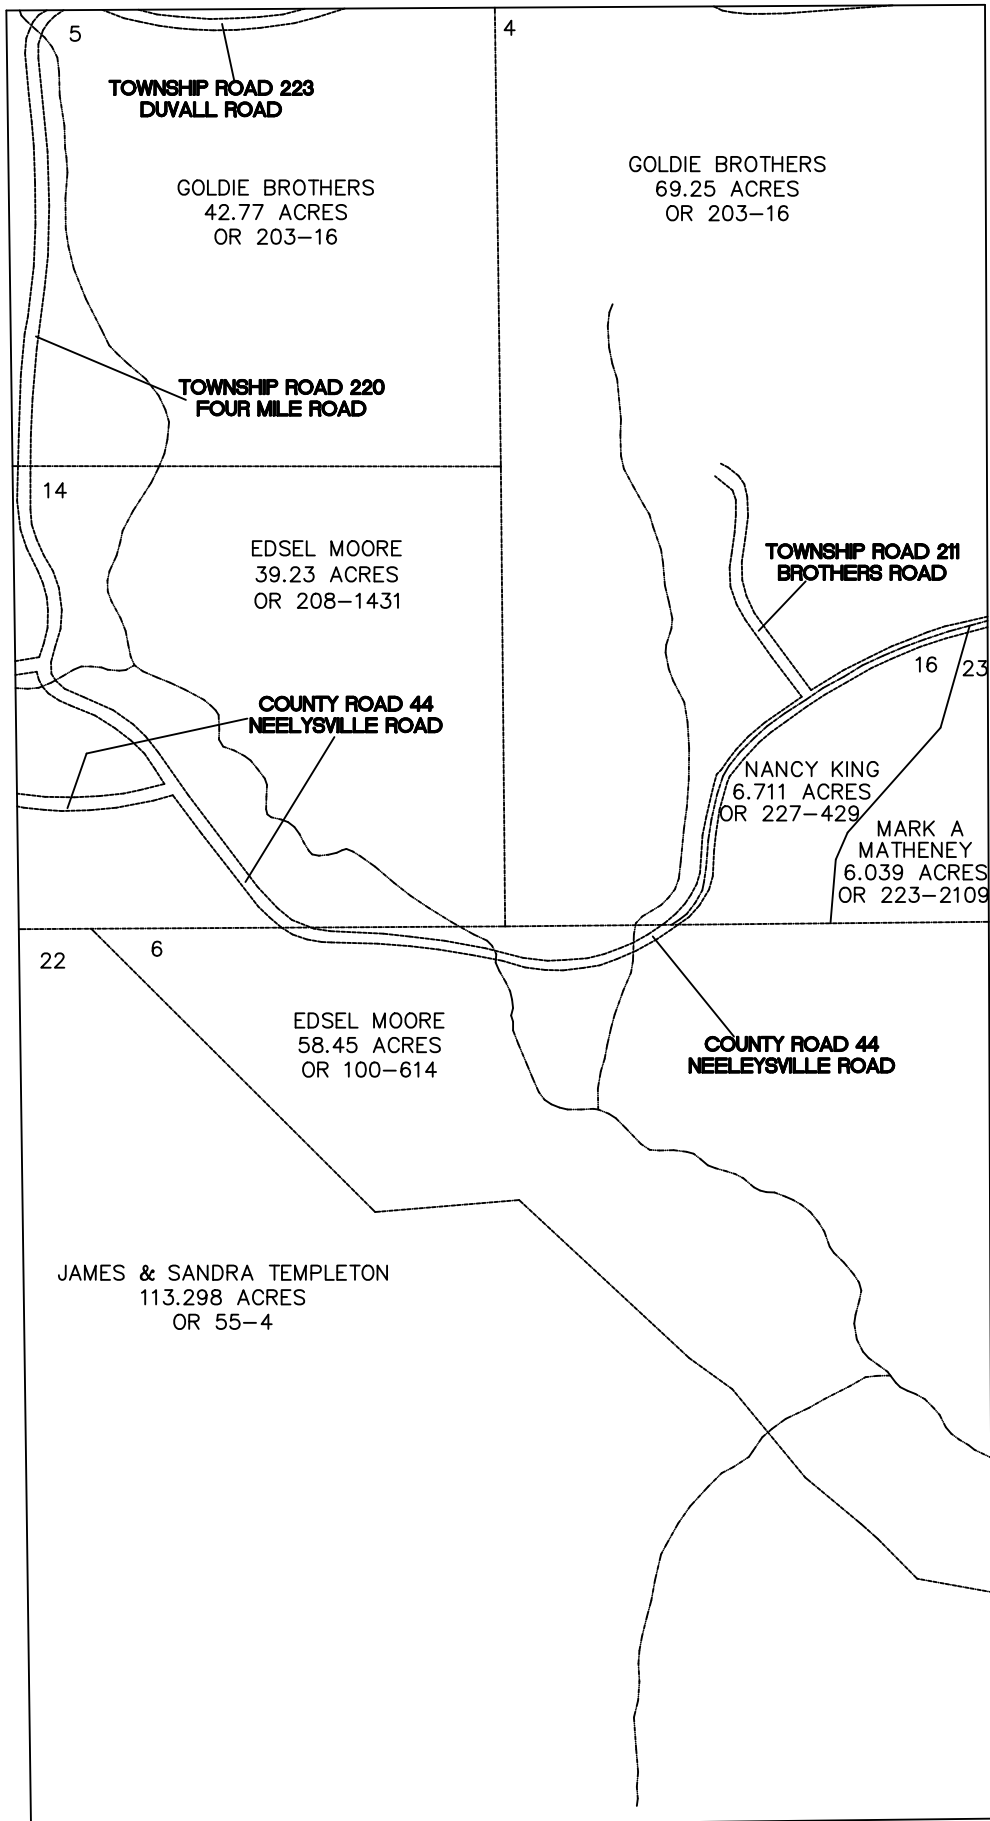 5
4
TOWNSHIP ROAD 223
DUVALL ROAD
GOLDIE BROTHERS
42.77 ACRES
OR 203-16
GOLDIE BROTHERS
69.25 ACRES
OR 203-16
TOWNSHIP ROAD 220
FOUR MILE ROAD
14
EDSEL MOORE
39.23 ACRES
OR 208-1431
TOWNSHIP ROAD 211
BROTHERS ROAD
16
23
COUNTY ROAD 44
NEELYSVILLE ROAD
NANCY KING
6.711 ACRES
OR 227-429
MARK A
MATHENEY
6.039 ACRES
OR 223-2109
22
6
EDSEL MOORE
58.45 ACRES
OR 100-614
COUNTY ROAD 44
NEELEYSVILLE ROAD
JAMES & SANDRA TEMPLETON
113.298 ACRES
OR 55-4